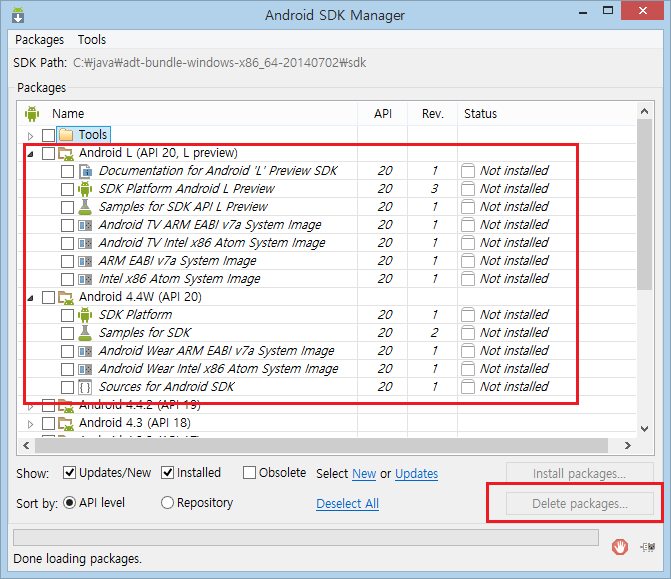 Android SDK Manager
Packages Tools
SDK Path: C:₩java₩adt-bundle-windows-x86_64-20140702₩sdk
Packages
Name API Rev. Status
Tools
Android L (API 20, L preview)
Documentation for Android 'L' Preview SDK 20 1 Not installed
SDK Platform Android L Preview 20 3 Not installed
Samples for SDK API L Preview 20 1 Not installed
Android TV ARM EABI v7a System Image 20 1 Not installed
Android TV Intel x86 Atom System Image 20 1 Not installed
ARM EABI v7a System Image 20 1 Not installed
Intel x86 Atom System Image 20 1 Not installed
Android 4.4W (API 20)
SDK Platform 20 1 Not installed
Samples for SDK 20 2 Not installed
Android Wear ARM EABI v7a System Image 20 1 Not installed
Android Wear Intel x86 Atom System Image 20 1 Not installed
Sources for Android SDK 20 1 Not installed
Android 4.4.2 (API 19)
Android 4.3 (API 18)
Show: Updates/New Installed Obsolete Select New or Updates Install packages...
Sort by: API level Repository Deselect All Delete packages...
Done loading packages.